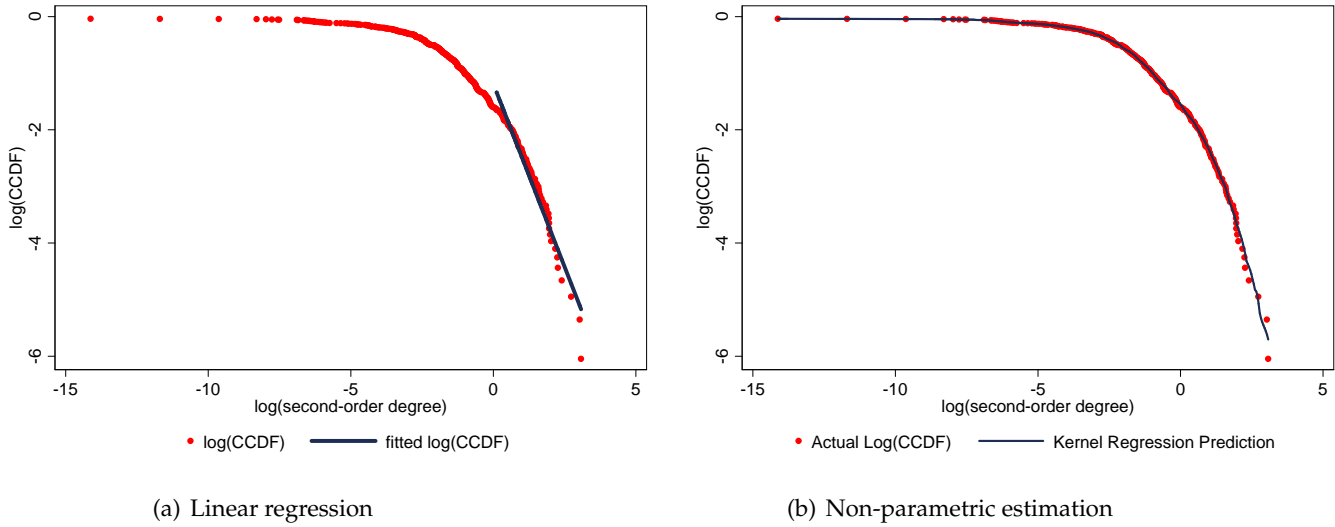 0
-2
-4
-6
log(CCDF)
-15
-10
-5
0
5
log(second-order degree)
log(CCDF)
fitted log(CCDF)
(a) Linear regression
0
-2
-4
-6
log(CCDF)
-15
-10
-5
0
5
log(second-order degree)
Actual Log(CCDF)
Kernel Regression Prediction
(b) Non-parametric estimation